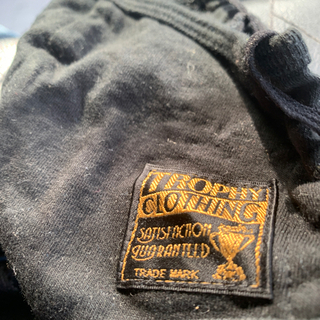 TROPHY
CLOTHING
SATISFACTION
GUARANTEED
TRADE MARK